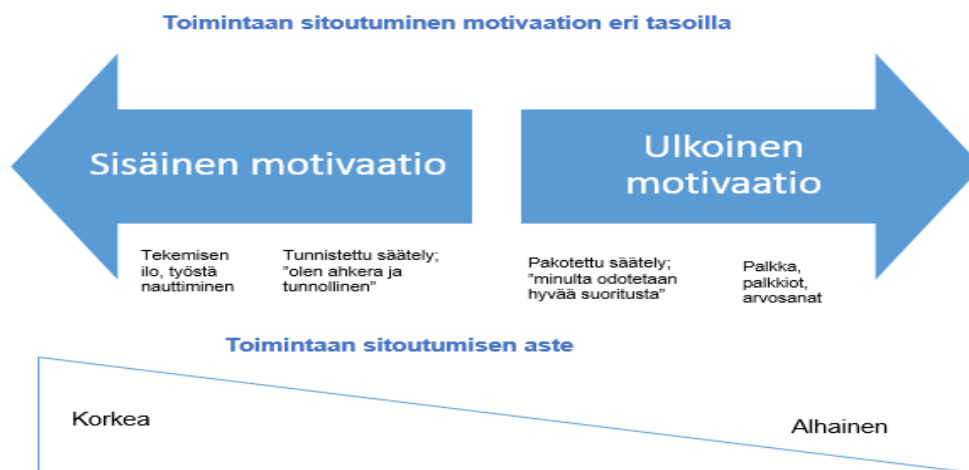 Toimintaan sitoutuminen motivaation eri tasoilla
Sisäinen motivaatio
Ulkoinen
motivaatio
Tekemisen
ilo, työstä
nauttiminen
Tunnistettu säätely;
"olen ahkera ja
tunnollinen"
Pakotettu säätely;
"minulta odotetaan
hyvää suoritusta"
Palkka,
palkkiot,
arvosanat
Toimintaan sitoutumisen aste
Korkea
Alhainen